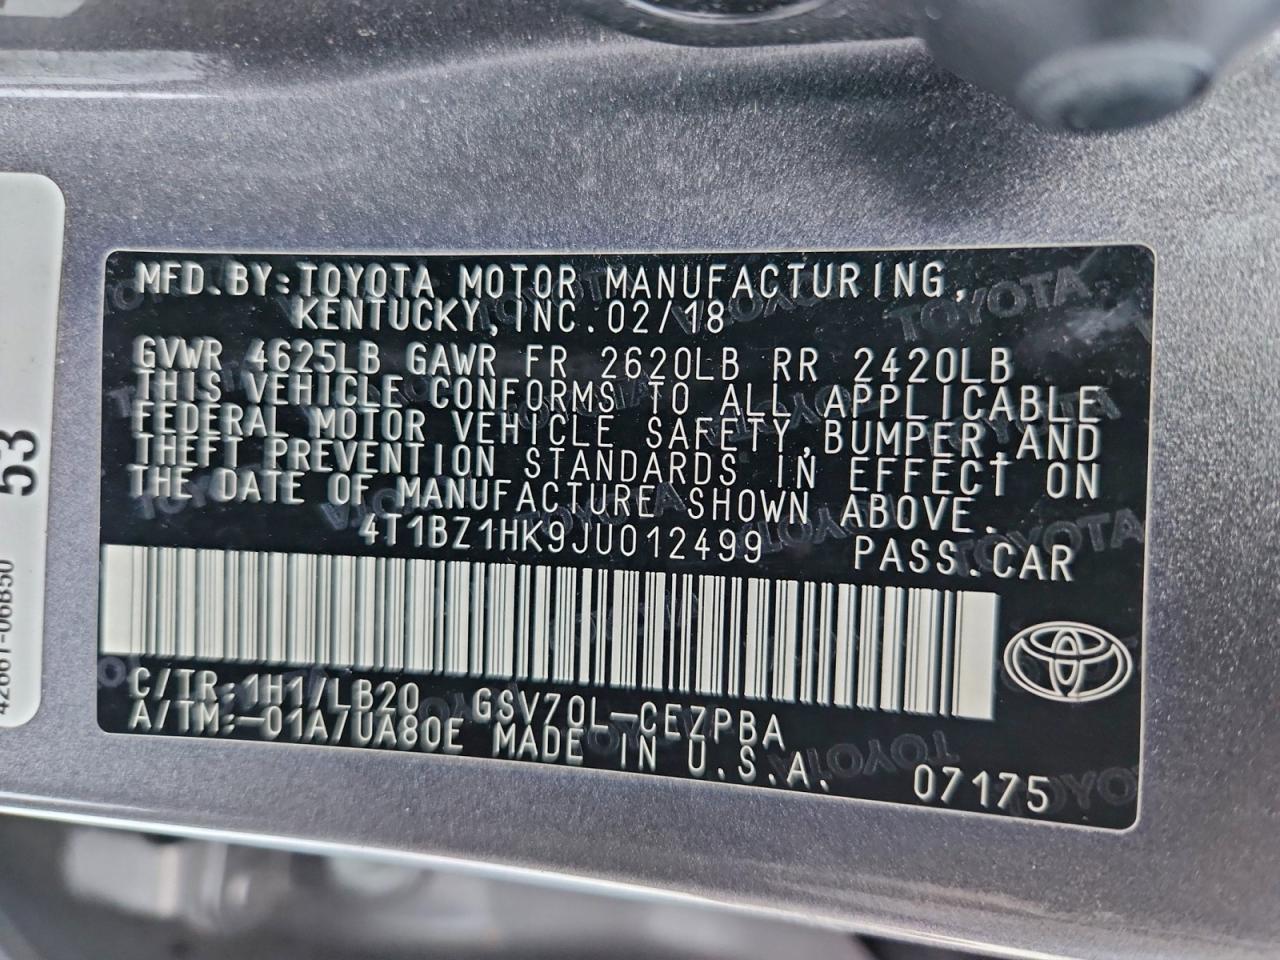 MFD.BY:TOYOTA MOTOR MANUFACTURING,
KENTUCKY,INC.02/18
GVWR 4625LB GAWR FR 2620LB RR 2420LB
THIS VEHICLE CONFORMS TO ALL APPLICABLE
FEDERAL MOTOR VEHICLE SAFETY,BUMPER,AND
THEFT PREVENTION STANDARDS IN EFFECT ON
THE DATE OF MANUFACTURE SHOWN ABOVE.
4T1BZ1HK9JU012499 PASS.CAR
C/TR:1H1/LB20 GSV70L-CEZPBA
A/TM:-01A/UA80E MADE IN U.S.A. 07175
53
42661-06B50